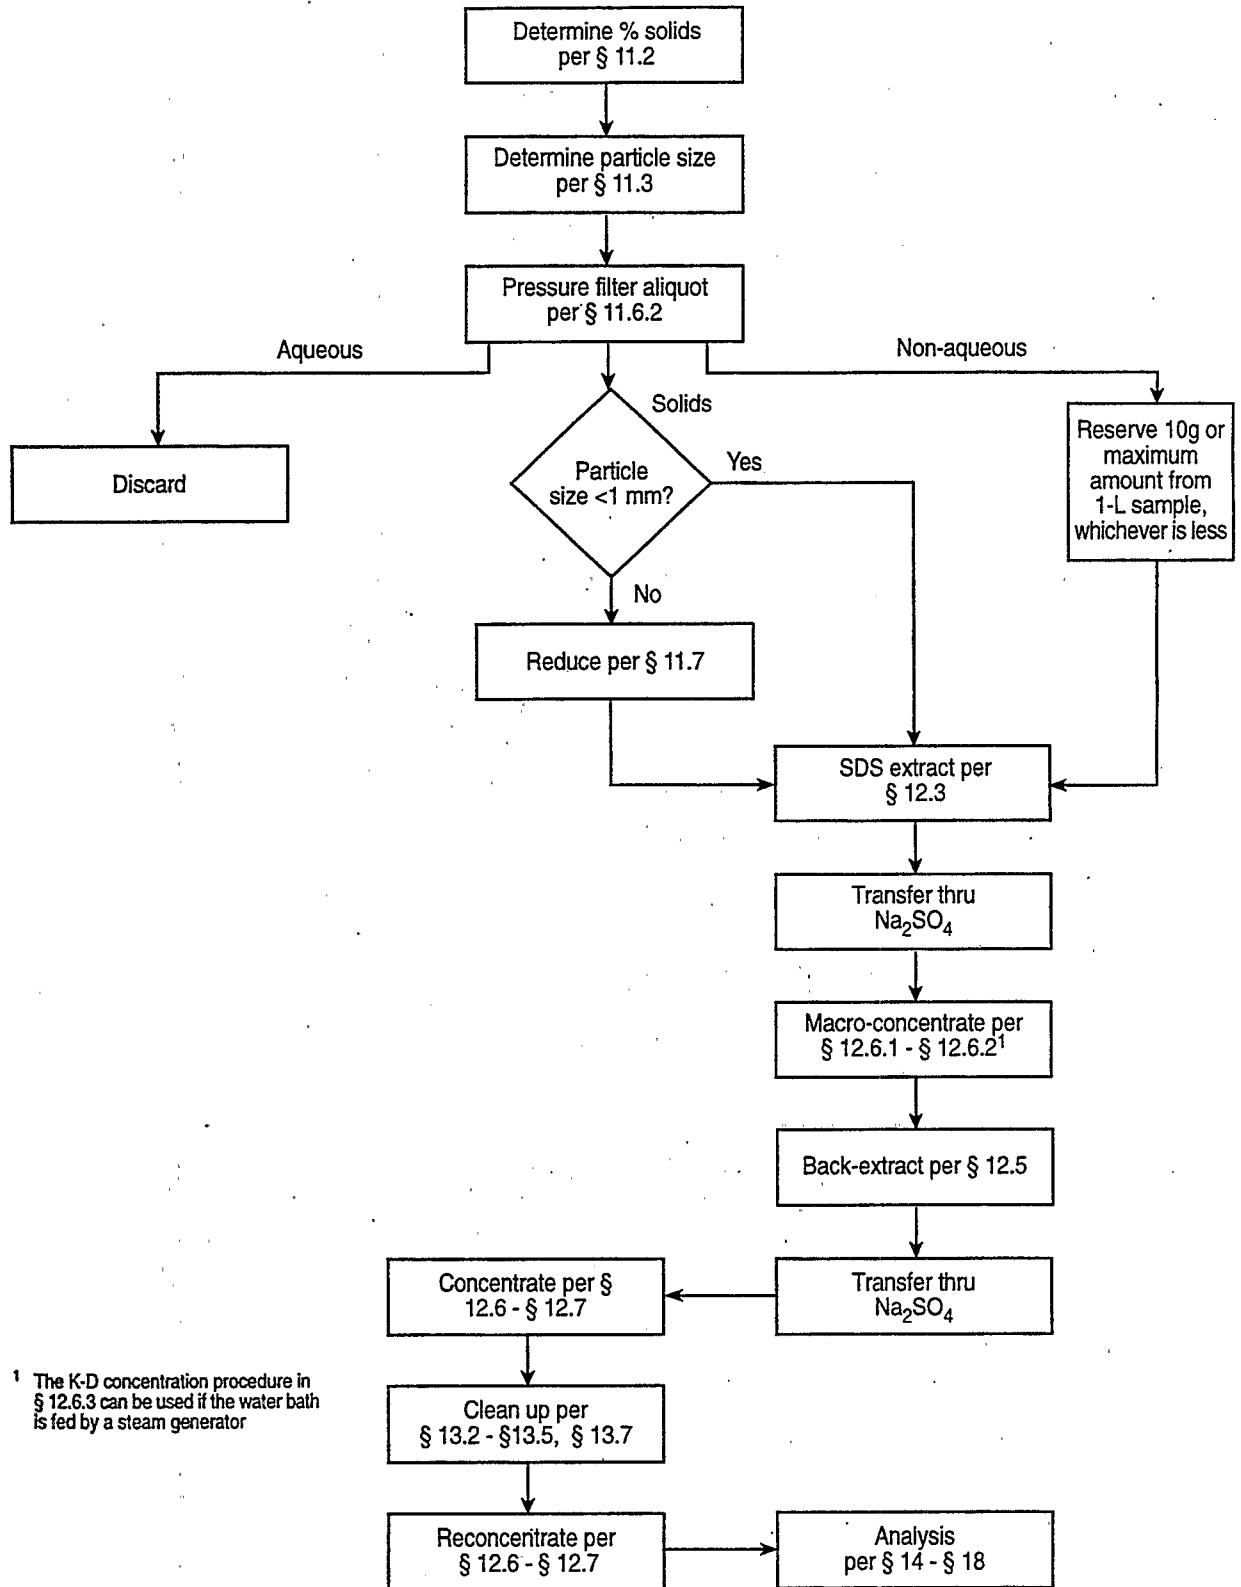 Determine % solids
per § 11.2
Determine particle size
per § 11.3
Pressure filter aliquot
per § 11.6.2
Aqueous
Non-aqueous
Solids
Discard
Particle
size <1 mm?
Yes
Reserve 10g or
maximum
amount from
1-L sample,
whichever is less
No
Reduce per § 11.7
SDS extract per
§ 12.3
Transfer thru
Na₂SO₄
Macro-concentrate per
§ 12.6.1 - § 12.6.2¹
Back-extract per § 12.5
Transfer thru
Na₂SO₄
Concentrate per §
12.6 - § 12.7
¹ The K-D concentration procedure in
§ 12.6.3 can be used if the water bath
is fed by a steam generator
Clean up per
§ 13.2 - §13.5, § 13.7
Reconcentrate per
§ 12.6 - § 12.7
Analysis
per § 14 - § 18